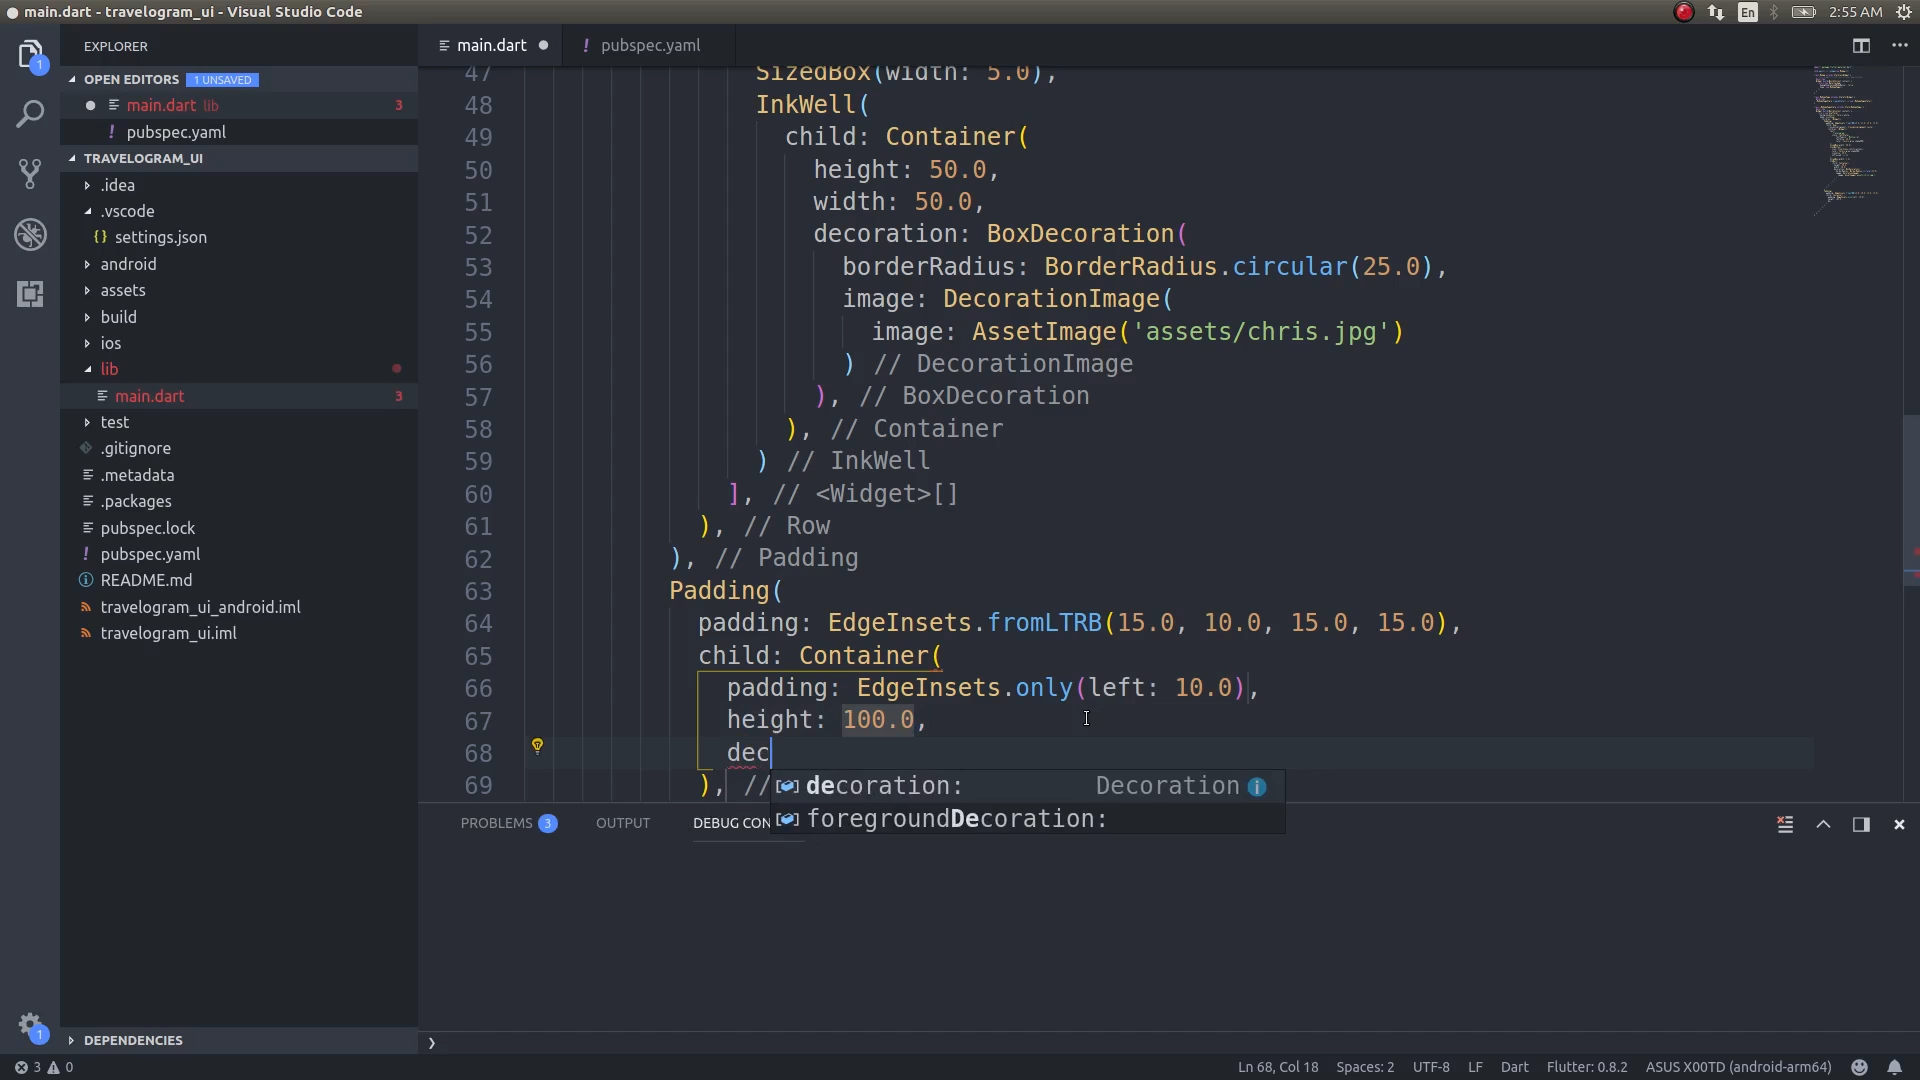 main.dart - travelogram_ui - Visual Studio Code
En
2:55 AM
EXPLORER
main.dart
! pubspec.yaml
OPEN EDITORS 1 UNSAVED
main.dart lib 3
! pubspec.yaml
TRAVELOGRAM_UI
.idea
.vscode
{} settings.json
android
assets
build
ios
lib
main.dart 3
test
.gitignore
.metadata
.packages
pubspec.lock
! pubspec.yaml
README.md
travelogram_ui_android.iml
travelogram_ui.iml
DEPENDENCIES
1
1
47 SizedBox(width: 5.0),
48 InkWell(
49 child: Container(
50 height: 50.0,
51 width: 50.0,
52 decoration: BoxDecoration(
53 borderRadius: BorderRadius.circular(25.0),
54 image: DecorationImage(
55 image: AssetImage('assets/chris.jpg')
56 ) // DecorationImage
57 ), // BoxDecoration
58 ), // Container
59 ) // InkWell
60 ], // <Widget>[]
61 ), // Row
62 ), // Padding
63 Padding(
64 padding: EdgeInsets.fromLTRB(15.0, 10.0, 15.0, 15.0),
65 child: Container(
66 padding: EdgeInsets.only(left: 10.0),
67 height: 100.0,
68 dec
69 ), //
decoration: Decoration
foregroundDecoration:
PROBLEMS 3 OUTPUT DEBUG CON
❯
3 0
Ln 68, Col 18 Spaces: 2 UTF-8 LF Dart Flutter: 0.8.2 ASUS X00TD (android-arm64)